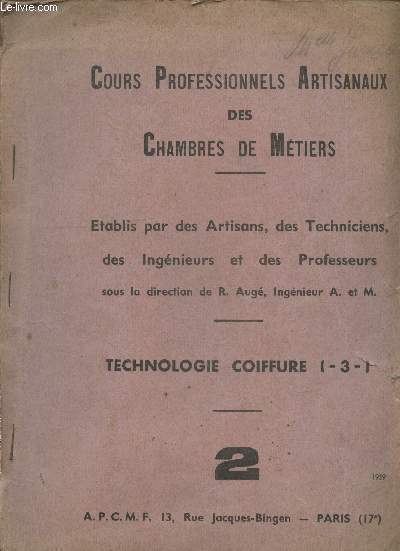 Le-livre.com
COURS PROFESSIONNELS ARTISANAUX
DES
CHAMBRES DE MÉTIERS
Etablis par des Artisans, des Techniciens,
des Ingénieurs et des Professeurs
sous la direction de R. Augé, Ingénieur A. et M.
TECHNOLOGIE COIFFURE (-3-)
2
1959
A. P. C. M. F. 13, Rue Jacques-Bingen — PARIS (17e)